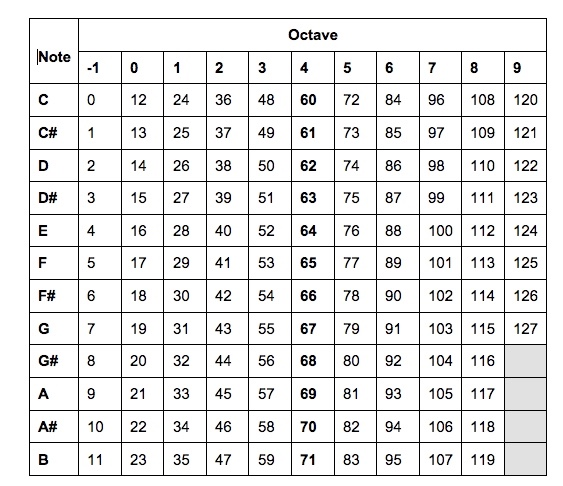 Octave
Note
-1 0 1 2 3 4 5 6 7 8 9
C 0 12 24 36 48 60 72 84 96 108 120
C# 1 13 25 37 49 61 73 85 97 109 121
D 2 14 26 38 50 62 74 86 98 110 122
D# 3 15 27 39 51 63 75 87 99 111 123
E 4 16 28 40 52 64 76 88 100 112 124
F 5 17 29 41 53 65 77 89 101 113 125
F# 6 18 30 42 54 66 78 90 102 114 126
G 7 19 31 43 55 67 79 91 103 115 127
G# 8 20 32 44 56 68 80 92 104 116
A 9 21 33 45 57 69 81 93 105 117
A# 10 22 34 46 58 70 82 94 106 118
B 11 23 35 47 59 71 83 95 107 119